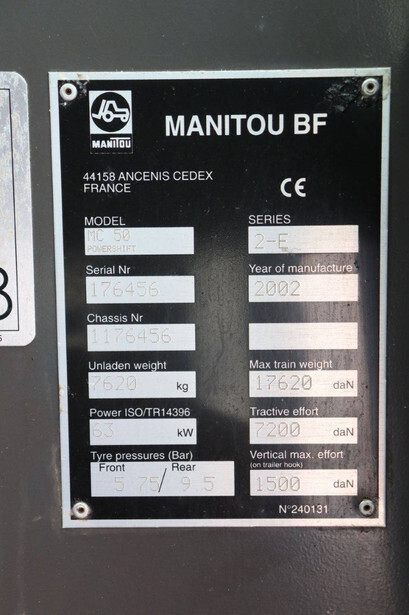 MANITOU
MANITOU BF
44158 ANCENIS CEDEX
FRANCE
CE
MODEL SERIES
MC 50 2-E
POWERSHIFT
Serial Nr Year of manufacture
176456 2002
Chassis Nr
1176456
Unladen weight Max train weight
7620 kg 17620 daN
Power ISO/TR14396 Tractive effort
63 kW 7200 daN
Tyre pressures (Bar) Vertical max. effort
Front / Rear (on trailer hook)
5 75 9.5 1500 daN
N°240131